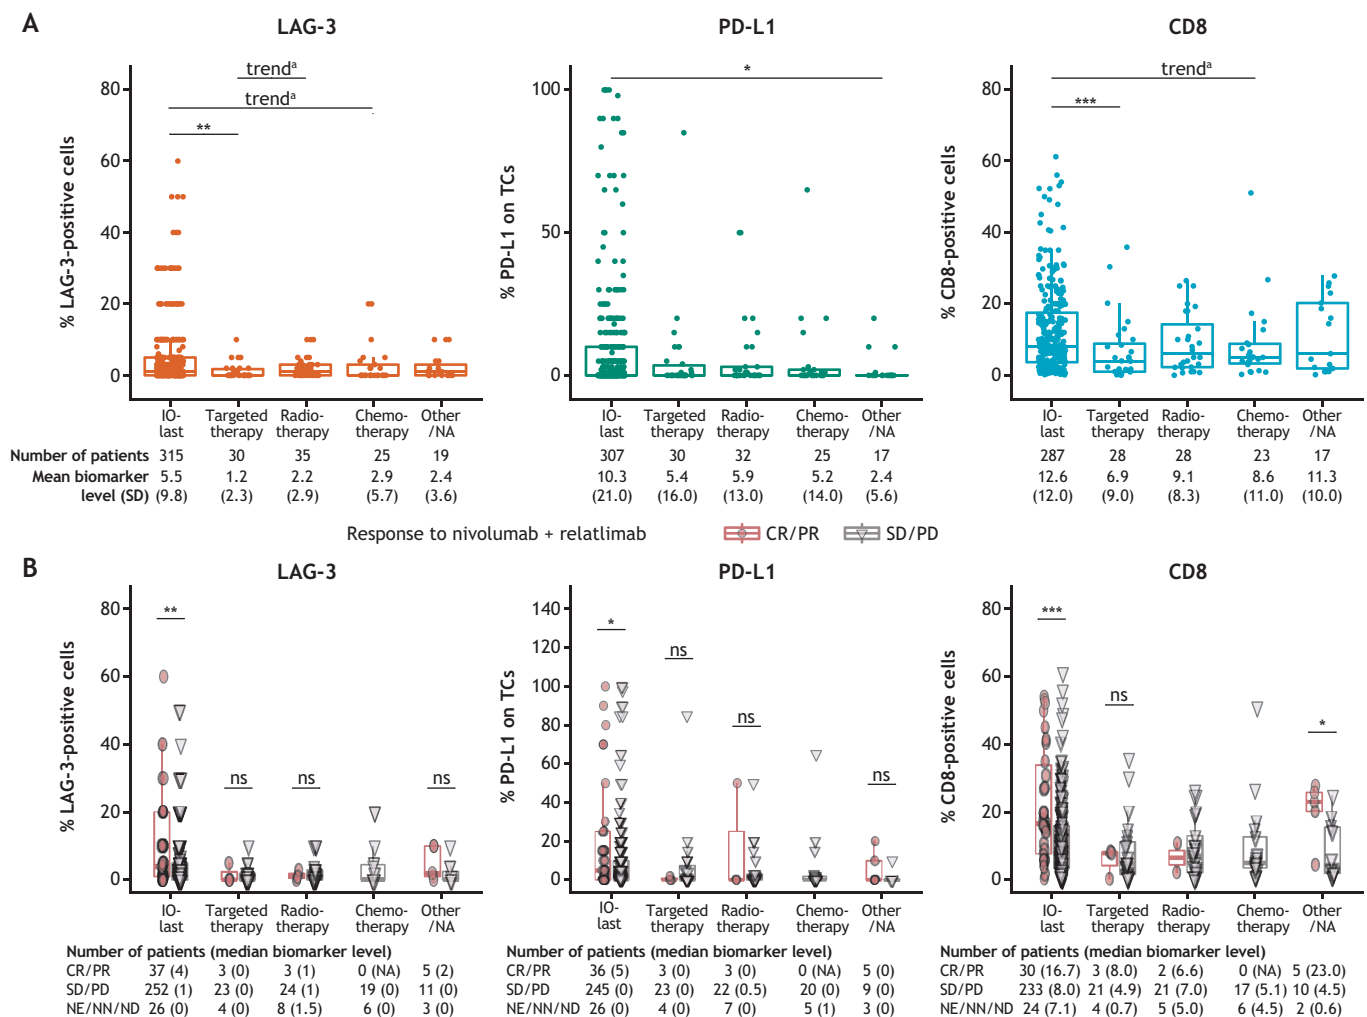 A
LAG-3
PD-L1
CD8
% LAG-3-positive cells
80
60
40
20
0
trendᵃ
trendᵃ
**
% PD-L1 on TCs
100
50
0
*
% CD8-positive cells
80
60
40
20
0
trendᵃ
***
IO-last Targeted therapy Radio-therapy Chemo-therapy Other /NA
IO-last Targeted therapy Radio-therapy Chemo-therapy Other /NA
IO-last Targeted therapy Radio-therapy Chemo-therapy Other /NA
Number of patients 315 30 35 25 19 307 30 32 25 17 287 28 28 23 17
Mean biomarker 5.5 1.2 2.2 2.9 2.4 10.3 5.4 5.9 5.2 2.4 12.6 6.9 9.1 8.6 11.3
level (SD) (9.8) (2.3) (2.9) (5.7) (3.6) (21.0) (16.0) (13.0) (14.0) (5.6) (12.0) (9.0) (8.3) (11.0) (10.0)
Response to nivolumab + relatlimab CR/PR SD/PD
B
LAG-3
PD-L1
CD8
% LAG-3-positive cells
80
60
40
20
0
**
ns
ns
ns
% PD-L1 on TCs
140
120
100
80
60
40
20
0
*
ns
ns
ns
% CD8-positive cells
80
60
40
20
0
***
ns
*
IO-last Targeted therapy Radio-therapy Chemo-therapy Other /NA
IO-last Targeted therapy Radio-therapy Chemo-therapy Other /NA
IO-last Targeted therapy Radio-therapy Chemo-therapy Other /NA
Number of patients (median biomarker level)
CR/PR 37 (4) 3 (0) 3 (1) 0 (NA) 5 (2)
SD/PD 252 (1) 23 (0) 24 (1) 19 (0) 11 (0)
NE/NN/ND 26 (0) 4 (0) 8 (1.5) 6 (0) 3 (0)
Number of patients (median biomarker level)
CR/PR 36 (5) 3 (0) 3 (0) 0 (NA) 5 (0)
SD/PD 245 (0) 23 (0) 22 (0.5) 20 (0) 9 (0)
NE/NN/ND 26 (0) 4 (0) 7 (0) 5 (1) 3 (0)
Number of patients (median biomarker level)
CR/PR 30 (16.7) 3 (8.0) 2 (6.6) 0 (NA) 5 (23.0)
SD/PD 233 (8.0) 21 (4.9) 21 (7.0) 17 (5.1) 10 (4.5)
NE/NN/ND 24 (7.1) 4 (0.7) 5 (5.0) 6 (4.5) 2 (0.6)